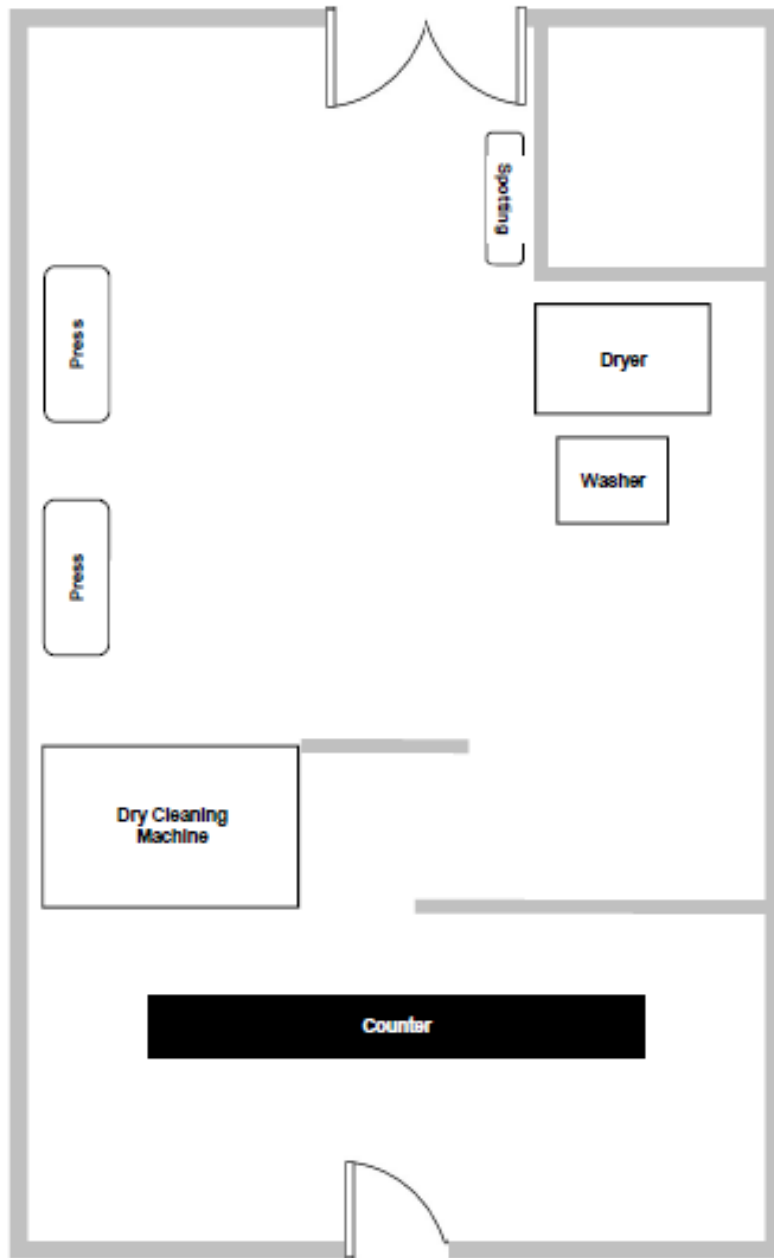 Spotting
Press
Dryer
Washer
Press
Dry Cleaning
Machine
Counter